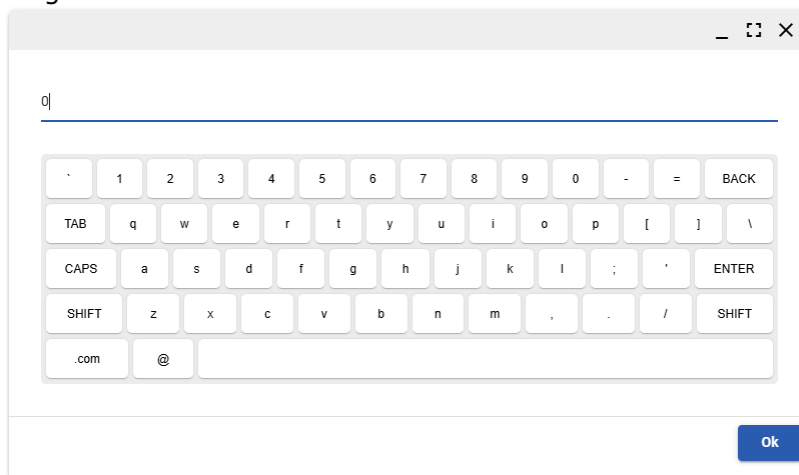 0
` 1 2 3 4 5 6 7 8 9 0 - = BACK
TAB q w e r t y u i o p [ ] \
CAPS a s d f g h j k l ; ' ENTER
SHIFT z x c v b n m , . / SHIFT
.com @
Ok